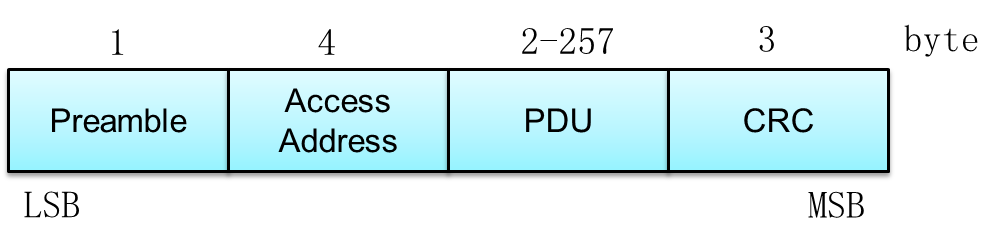 1 4 2-257 3 byte
Preamble Access Address PDU CRC
LSB MSB